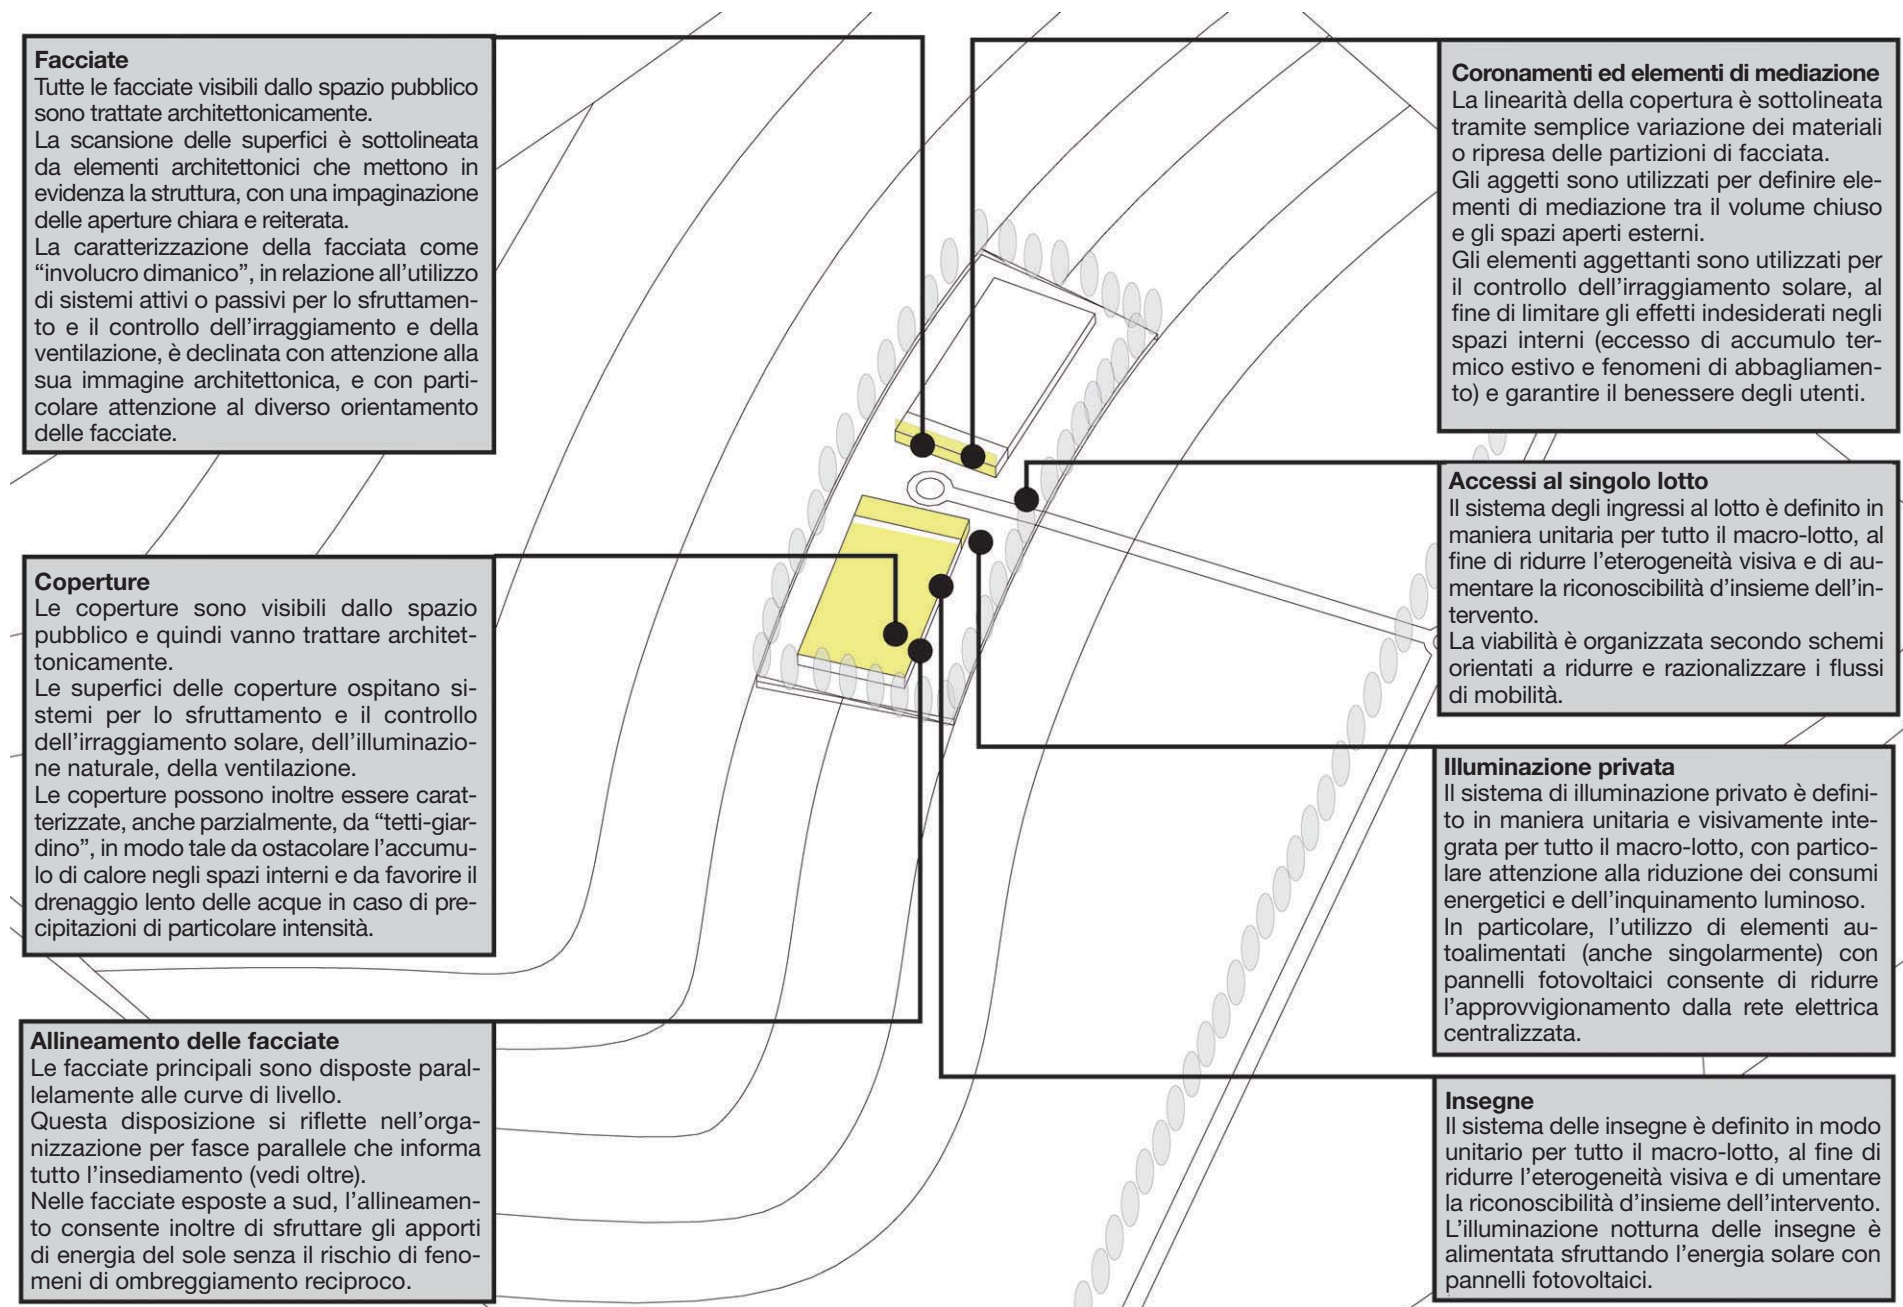 Facciate
Tutte le facciate visibili dallo spazio pubblico
sono trattate architettonicamente.
La scansione delle superfici è sottolineata
da elementi architettonici che mettono in
evidenza la struttura, con una impaginazione
delle aperture chiara e reiterata.
La caratterizzazione della facciata come
“involucro dimanico”, in relazione all’utilizzo
di sistemi attivi o passivi per lo sfruttamen-
to e il controllo dell’irraggiamento e della
ventilazione, è declinata con attenzione alla
sua immagine architettonica, e con parti-
colare attenzione al diverso orientamento
delle facciate.
Coperture
Le coperture sono visibili dallo spazio
pubblico e quindi vanno trattare architet-
tonicamente.
Le superfici delle coperture ospitano si-
stemi per lo sfruttamento e il controllo
dell’irraggiamento solare, dell’illuminazio-
ne naturale, della ventilazione.
Le coperture possono inoltre essere carat-
terizzate, anche parzialmente, da “tetti-giar-
dino”, in modo tale da ostacolare l’accumu-
lo di calore negli spazi interni e da favorire il
drenaggio lento delle acque in caso di pre-
cipitazioni di particolare intensità.
Allineamento delle facciate
Le facciate principali sono disposte paral-
lelamente alle curve di livello.
Questa disposizione si riflette nell’orga-
nizzazione per fasce parallele che informa
tutto l’insediamento (vedi oltre).
Nelle facciate esposte a sud, l’allineamen-
to consente inoltre di sfruttare gli apporti
di energia del sole senza il rischio di feno-
meni di ombreggiamento reciproco.
Coronamenti ed elementi di mediazione
La linearità della copertura è sottolineata
tramite semplice variazione dei materiali
o ripresa delle partizioni di facciata.
Gli aggetti sono utilizzati per definire ele-
menti di mediazione tra il volume chiuso
e gli spazi aperti esterni.
Gli elementi aggettanti sono utilizzati per
il controllo dell’irraggiamento solare, al
fine di limitare gli effetti indesiderati negli
spazi interni (eccesso di accumulo ter-
mico estivo e fenomeni di abbagliamen-
to) e garantire il benessere degli utenti.
Accessi al singolo lotto
Il sistema degli ingressi al lotto è definito in
maniera unitaria per tutto il macro-lotto, al
fine di ridurre l’eterogeneità visiva e di au-
mentare la riconoscibilità d’insieme dell’in-
tervento.
La viabilità è organizzata secondo schemi
orientati a ridurre e razionalizzare i flussi
di mobilità.
Illuminazione privata
Il sistema di illuminazione privato è defini-
to in maniera unitaria e visivamente inte-
grata per tutto il macro-lotto, con partico-
lare attenzione alla riduzione dei consumi
energetici e dell’inquinamento luminoso.
In particolare, l’utilizzo di elementi au-
toalimentati (anche singolarmente) con
pannelli fotovoltaici consente di ridurre
l’approvvigionamento dalla rete elettrica
centralizzata.
Insegne
Il sistema delle insegne è definito in modo
unitario per tutto il macro-lotto, al fine di
ridurre l’eterogeneità visiva e di umentare
la riconoscibilità d’insieme dell’intervento.
L’illuminazione notturna delle insegne è
alimentata sfruttando l’energia solare con
pannelli fotovoltaici.